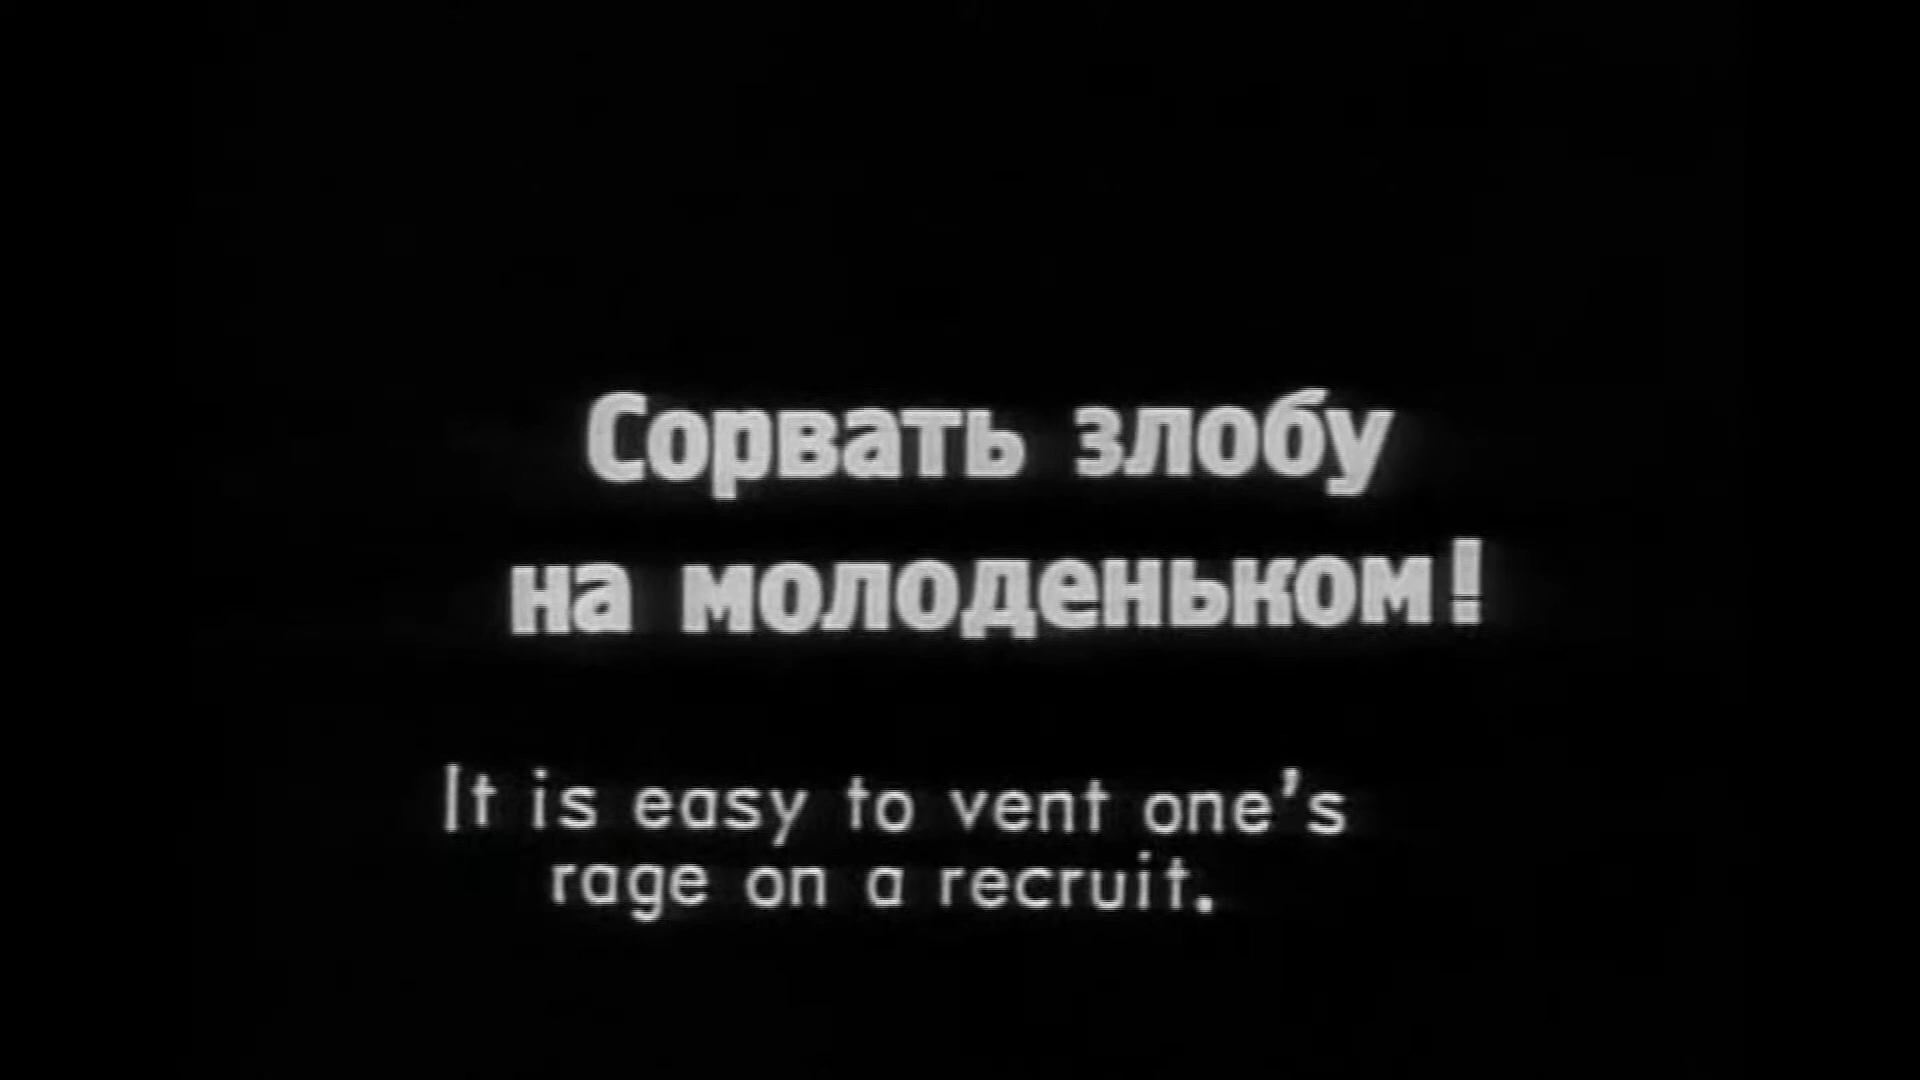 Сорвать злобу
на молоденьком!
It is easy to vent one's
rage on a recruit.